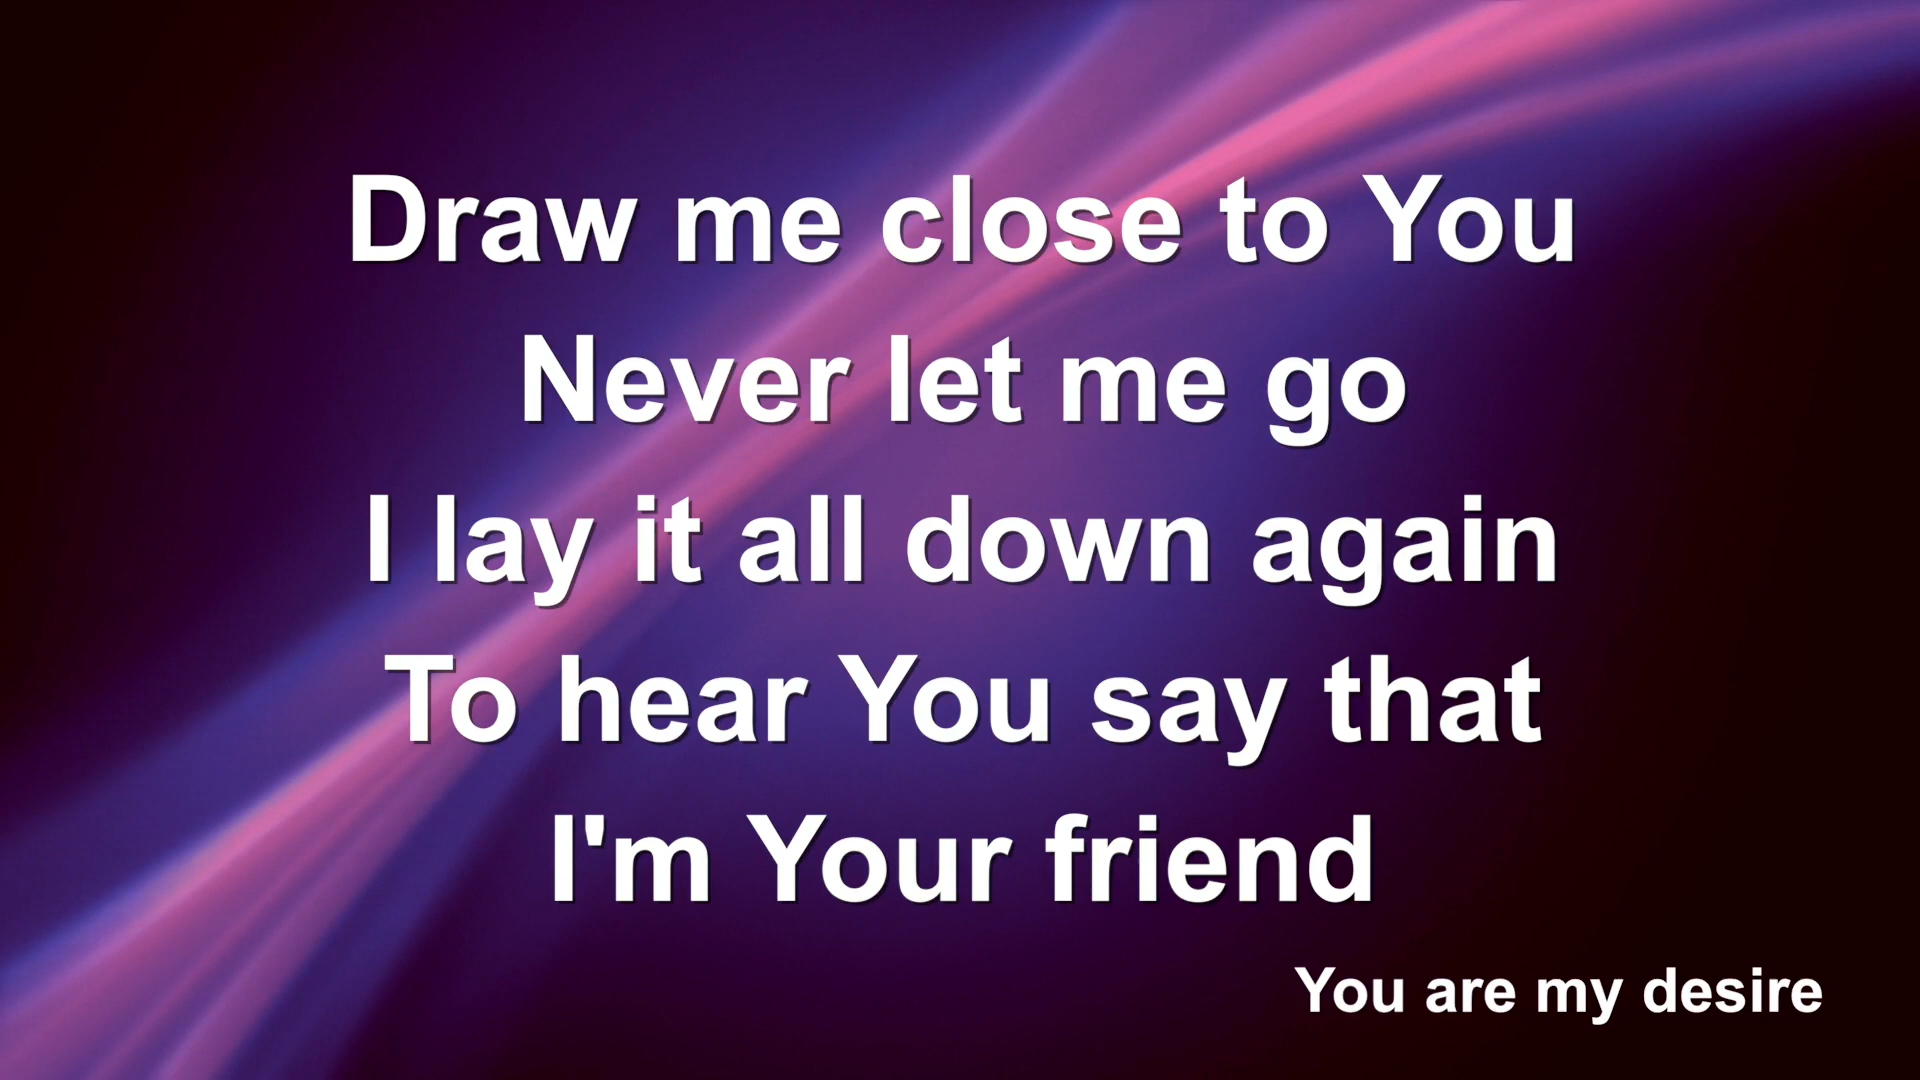 Draw me close to You
Never let me go
I lay it all down again
To hear You say that
I'm Your friend
You are my desire